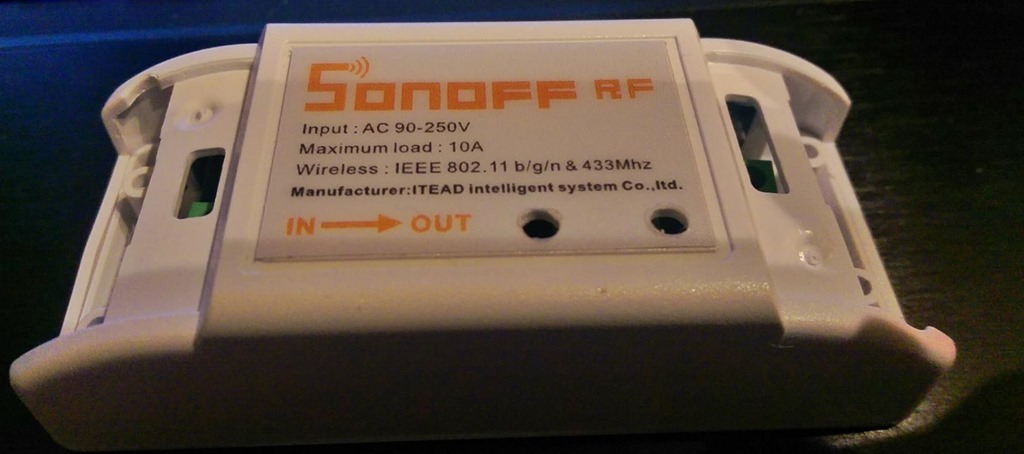 SONOFF RF
Input : AC 90-250V
Maximum load : 10A
Wireless : IEEE 802.11 b/g/n & 433Mhz
Manufacturer:ITEAD intelligent system Co.,ltd.
IN OUT